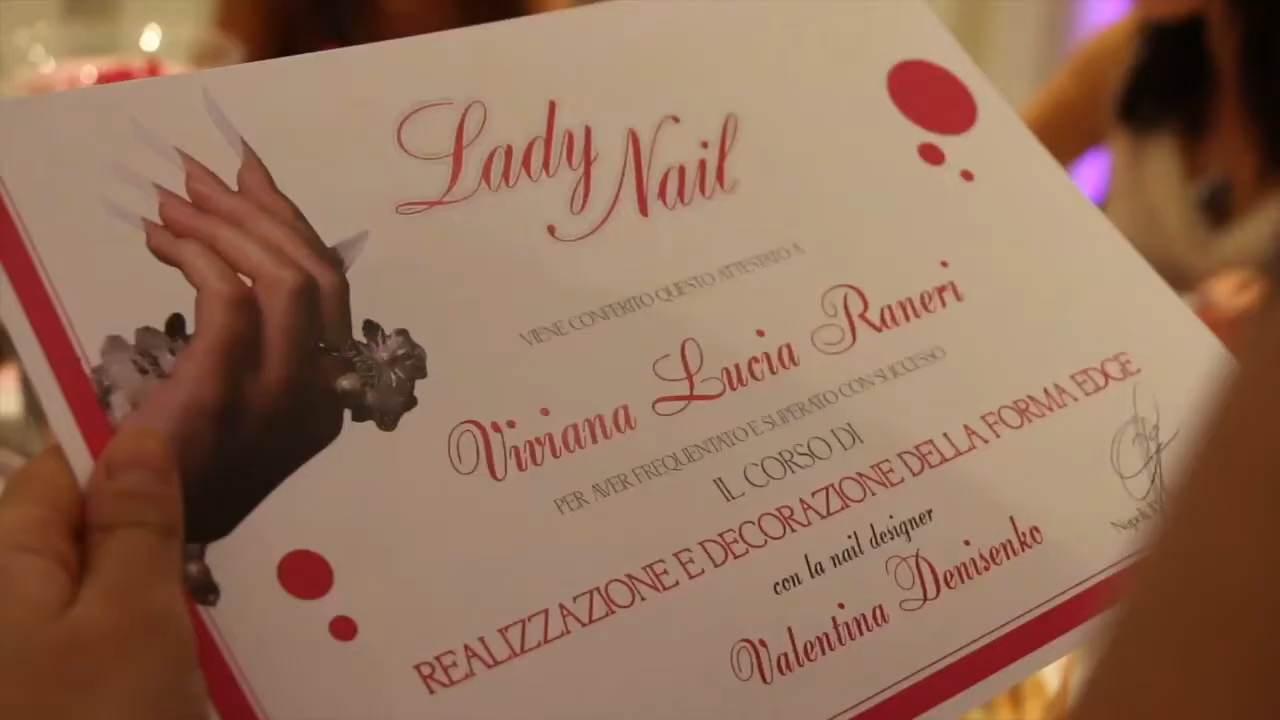 Lady Nail
VIENE CONFERITO QUESTO ATTESTATO A
Viviana Lucia Raneri
PER AVER FREQUENTATO E SUPERATO CON SUCCESSO
IL CORSO DI
REALIZZAZIONE E DECORAZIONE DELLA FORMA EDGE
con la nail designer
Valentina Denisenko